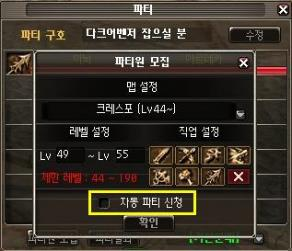 파티
파티 구호 다크어벤저 잡으실 분 수정
파티원 모집
맵 설정
크레스포 (Lv44~)
레벨 설정 직업 설정
Lv 49 ~ Lv 55
제한 레벨 : 44 ~ 190
자동 파티 신청
확인